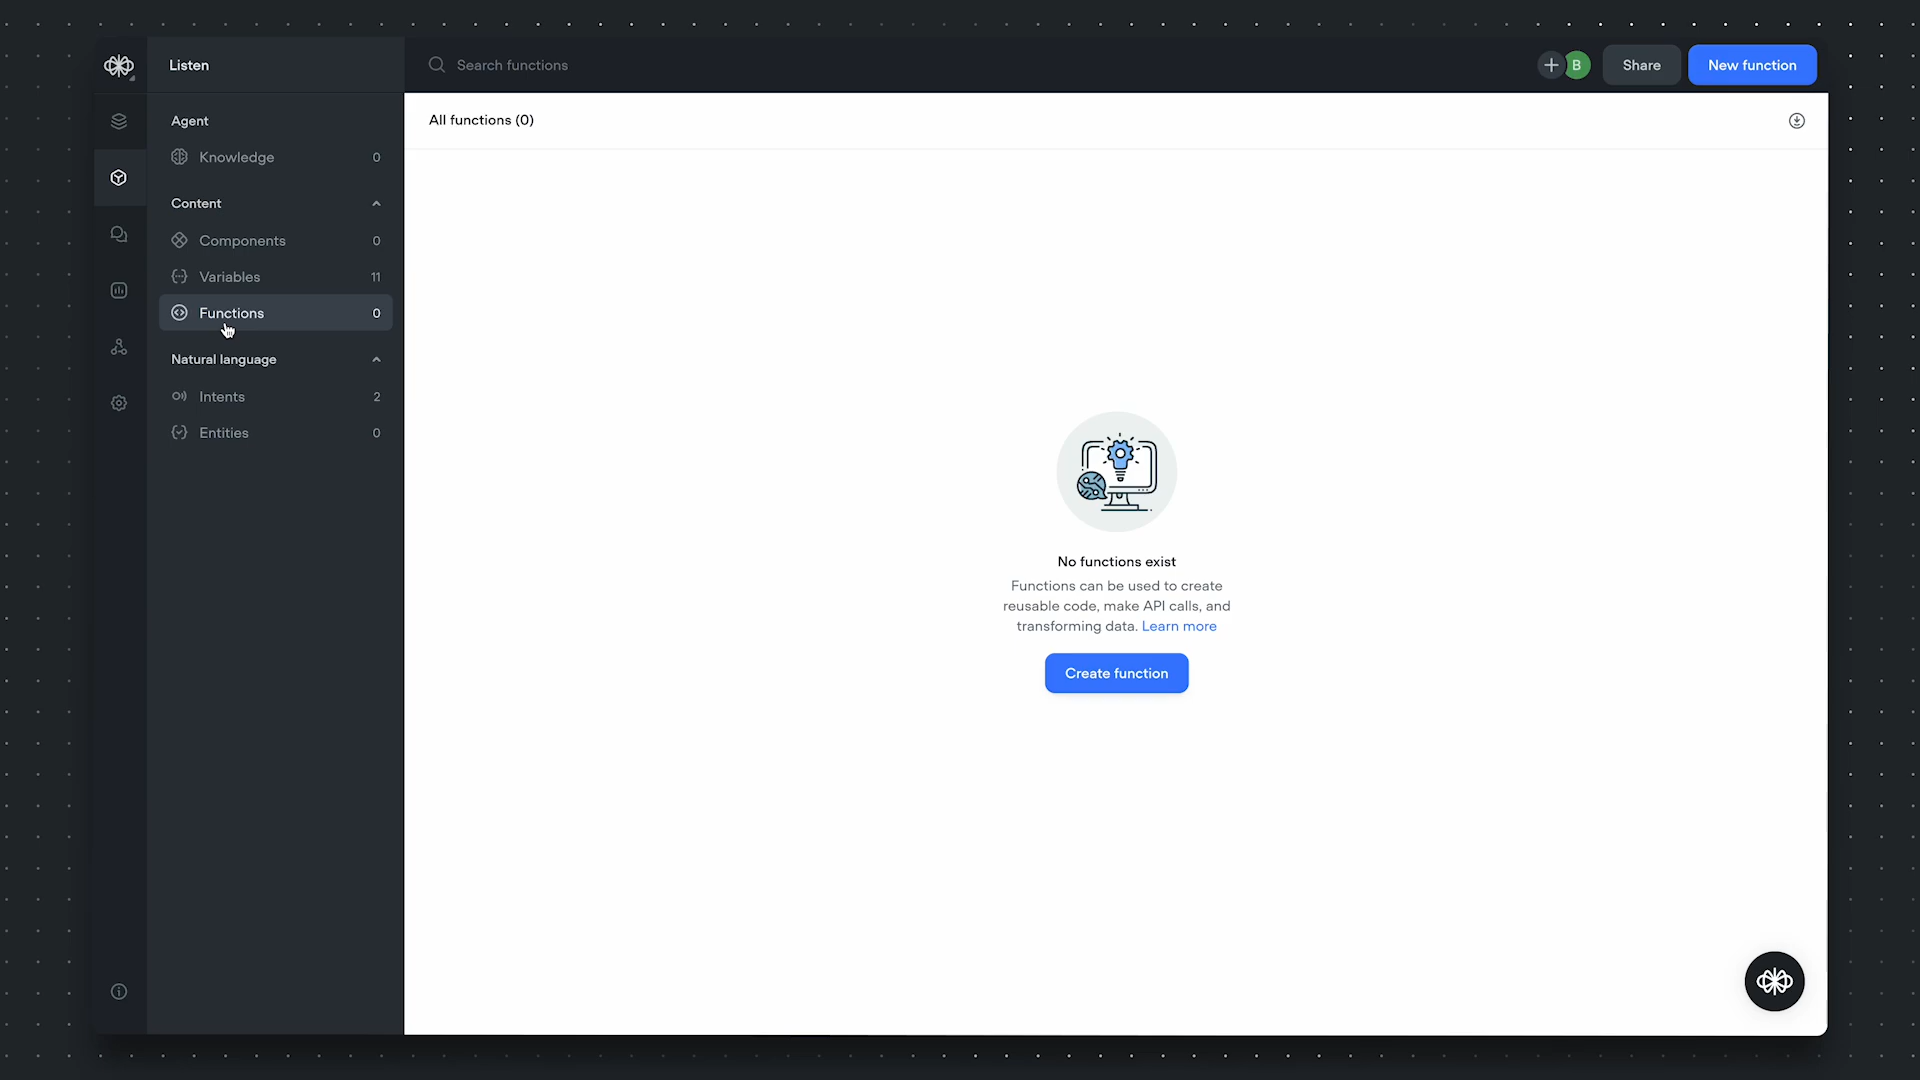 Listen
Search functions
B
Share
New function
Agent
Knowledge 0
Content
Components 0
Variables 11
Functions 0
Natural language
Intents 2
Entities 0
All functions (0)
No functions exist
Functions can be used to create
reusable code, make API calls, and
transforming data. Learn more
Create function